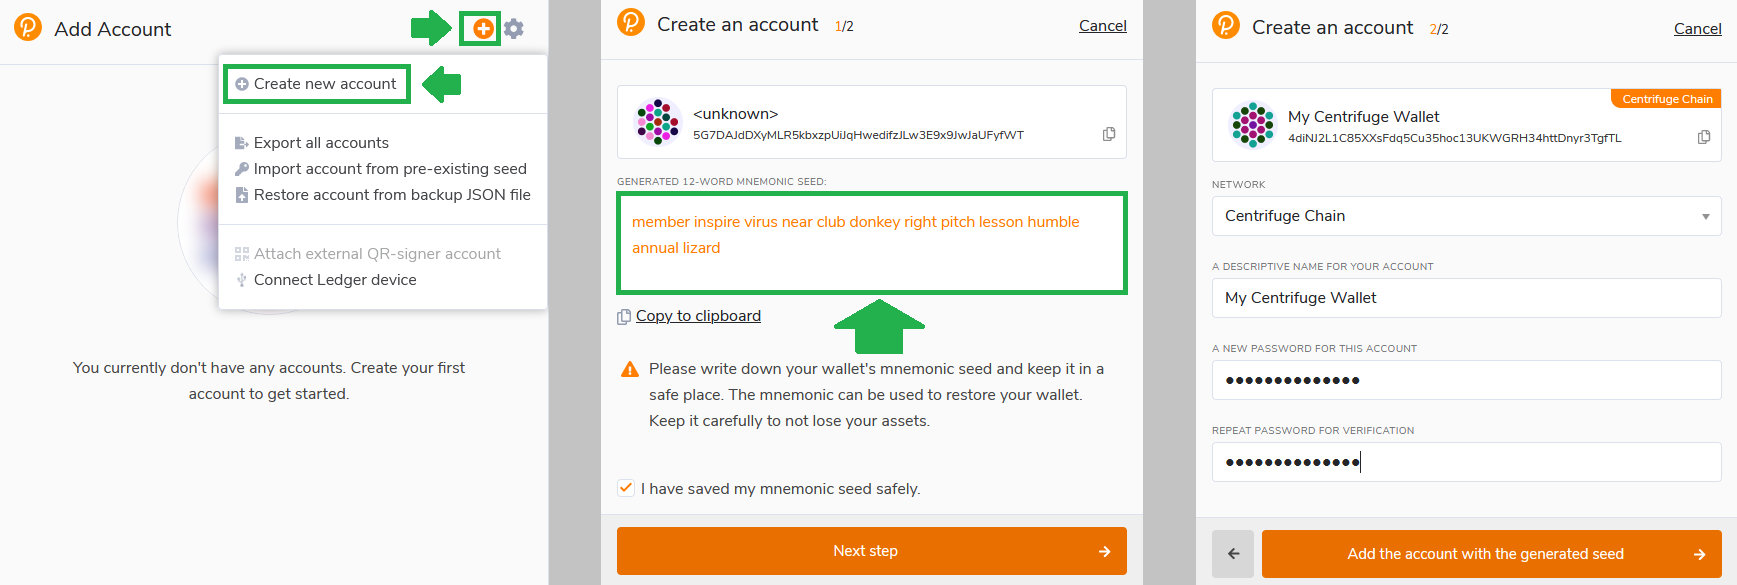 Add Account
Create new account
Export all accounts
Import account from pre-existing seed
Restore account from backup JSON file
Attach external QR-signer account
Connect Ledger device
You currently don't have any accounts. Create your first
account to get started.
Create an account 1/2
Cancel
<unknown>
5G7DAJdDXyMLR5kbxzpUiJqHwedifzJLw3E9x9JwJaUFyfWT
GENERATED 12-WORD MNEMONIC SEED:
member inspire virus near club donkey right pitch lesson humble
annual lizard
Copy to clipboard
Please write down your wallet's mnemonic seed and keep it in a
safe place. The mnemonic can be used to restore your wallet.
Keep it carefully to not lose your assets.
I have saved my mnemonic seed safely.
Next step
Create an account 2/2
Cancel
Centrifuge Chain
My Centrifuge Wallet
4diNJ2L1C85XXsFdq5Cu35hoc13UKWGRH34httDnyr3TgfTL
NETWORK
Centrifuge Chain
A DESCRIPTIVE NAME FOR YOUR ACCOUNT
My Centrifuge Wallet
A NEW PASSWORD FOR THIS ACCOUNT
●●●●●●●●●●●●●●
REPEAT PASSWORD FOR VERIFICATION
●●●●●●●●●●●●●●
Add the account with the generated seed